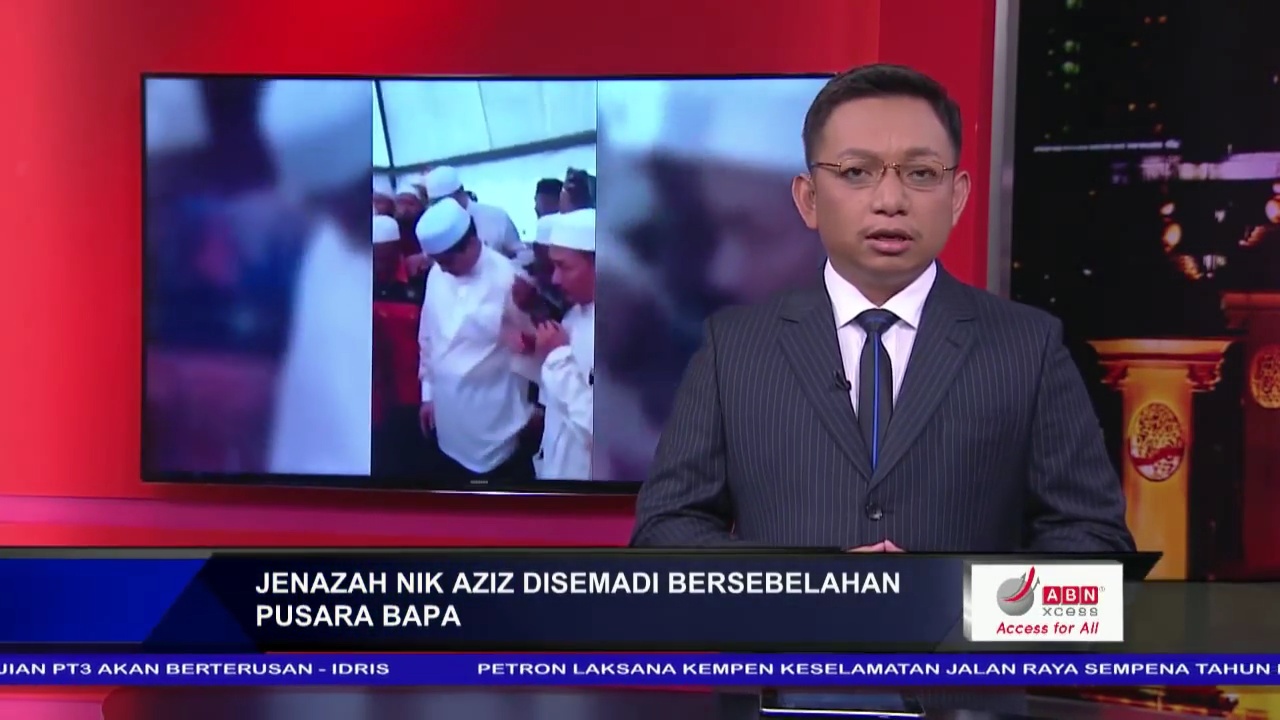 JENAZAH NIK AZIZ DISEMADI BERSEBELAHAN
PUSARA BAPA
ABN
xcess
Access for All
JIAN PT3 AKAN BERTERUSAN - IDRIS
PETRON LAKSANA KEMPEN KESELAMATAN JALAN RAYA SEMPENA TAHUN